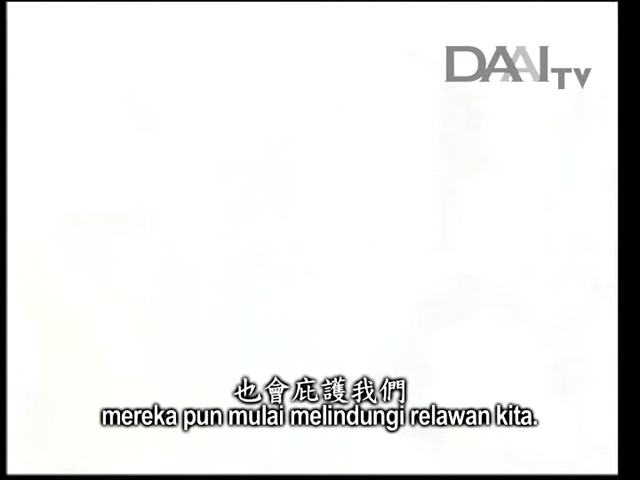 DAAI TV
也會庇護我們
mereka pun mulai melindungi relawan kita.